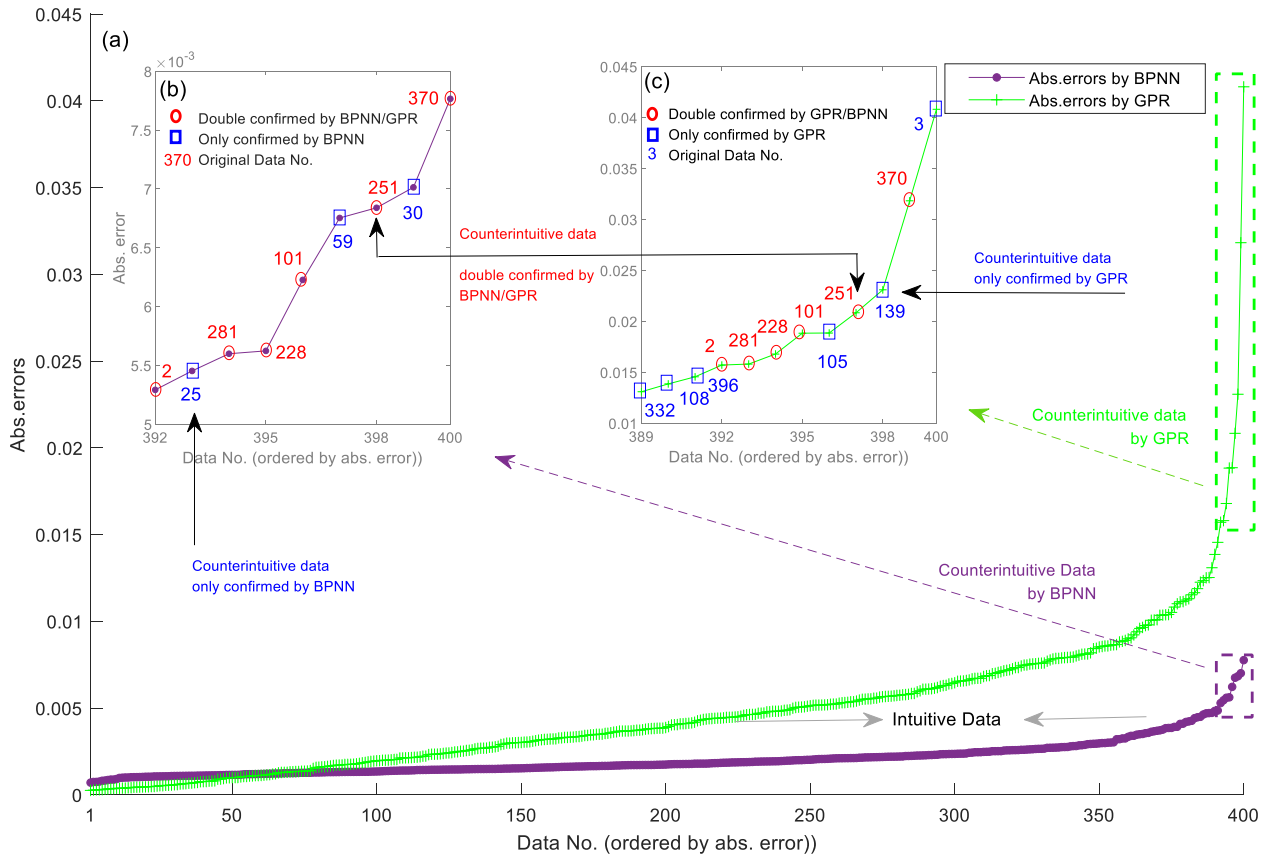 (a)
Abs.errors
0.045
0.04
0.035
0.03
0.025
0.02
0.015
0.01
0.005
0
1
50
100
150
200
250
300
350
400
Data No. (ordered by abs. error))
Abs.errors by BPNN
Abs.errors by GPR
(b)
×10⁻³
8
7.5
7
6.5
6
5.5
5
Abs. error
392
395
398
400
Data No. (ordered by abs. error))
Double confirmed by BPNN/GPR
Only confirmed by BPNN
370 Original Data No.
2
25
281
228
101
59
251
30
370
(c)
0.045
0.04
0.035
0.03
0.025
0.02
0.015
0.01
389
392
395
398
400
Data No. (ordered by abs. error))
Double confirmed by GPR/BPNN
Only confirmed by GPR
3 Original Data No.
332
108
396
2
281
228
101
105
251
139
370
3
Counterintuitive data
double confirmed by
BPNN/GPR
Counterintuitive data
only confirmed by GPR
Counterintuitive data
by GPR
Counterintuitive data
only confirmed by BPNN
Counterintuitive Data
by BPNN
Intuitive Data